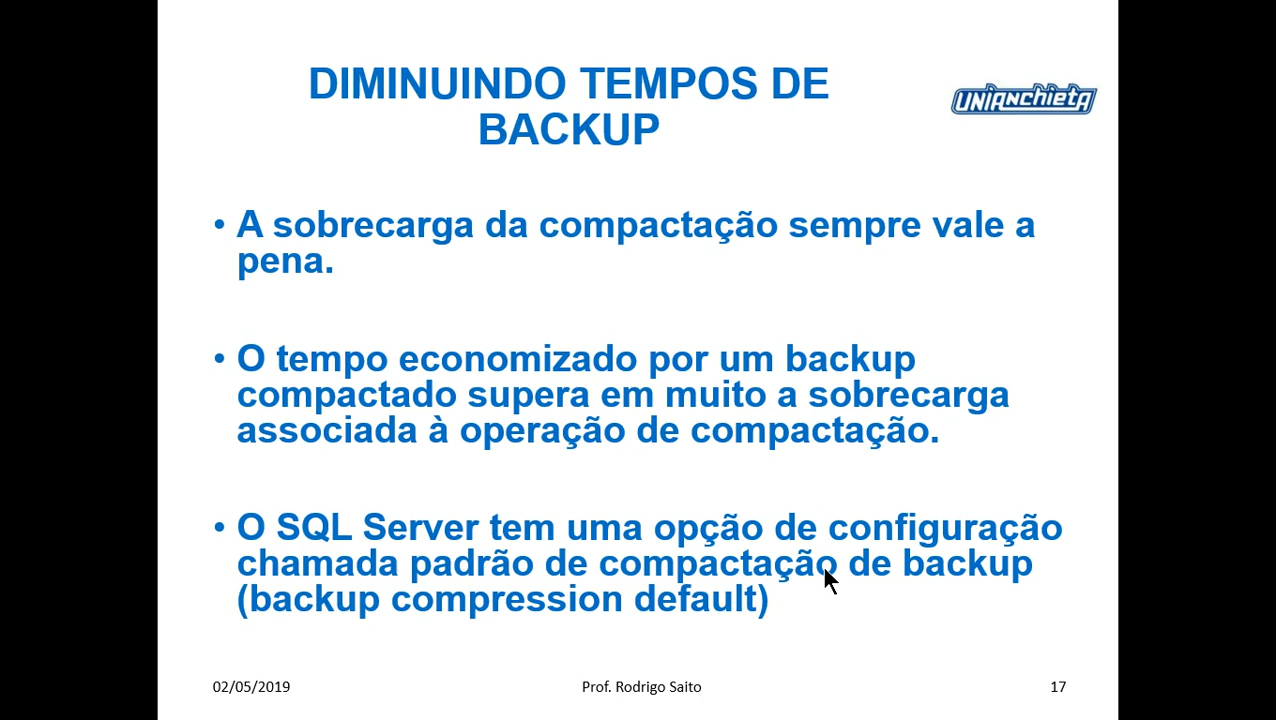 DIMINUINDO TEMPOS DE
BACKUP
UNIANCHIETA
• A sobrecarga da compactação sempre vale a
pena.
• O tempo economizado por um backup
compactado supera em muito a sobrecarga
associada à operação de compactação.
• O SQL Server tem uma opção de configuração
chamada padrão de compactação de backup
(backup compression default)
02/05/2019
Prof. Rodrigo Saito
17